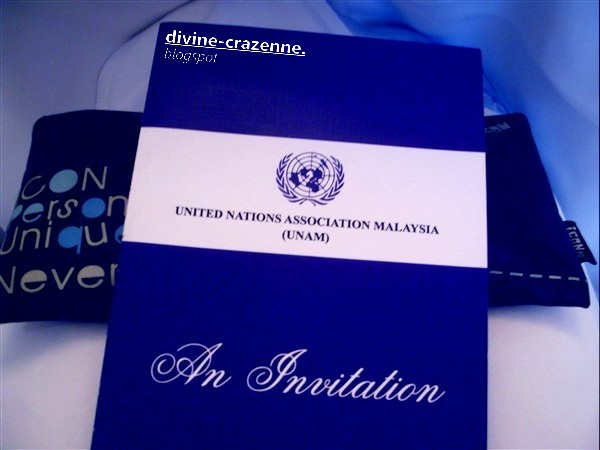 divine-crazenne.
blogspot
UNITED NATIONS ASSOCIATION MALAYSIA
(UNAM)
An Invitation
CON
Person
Unique
Never